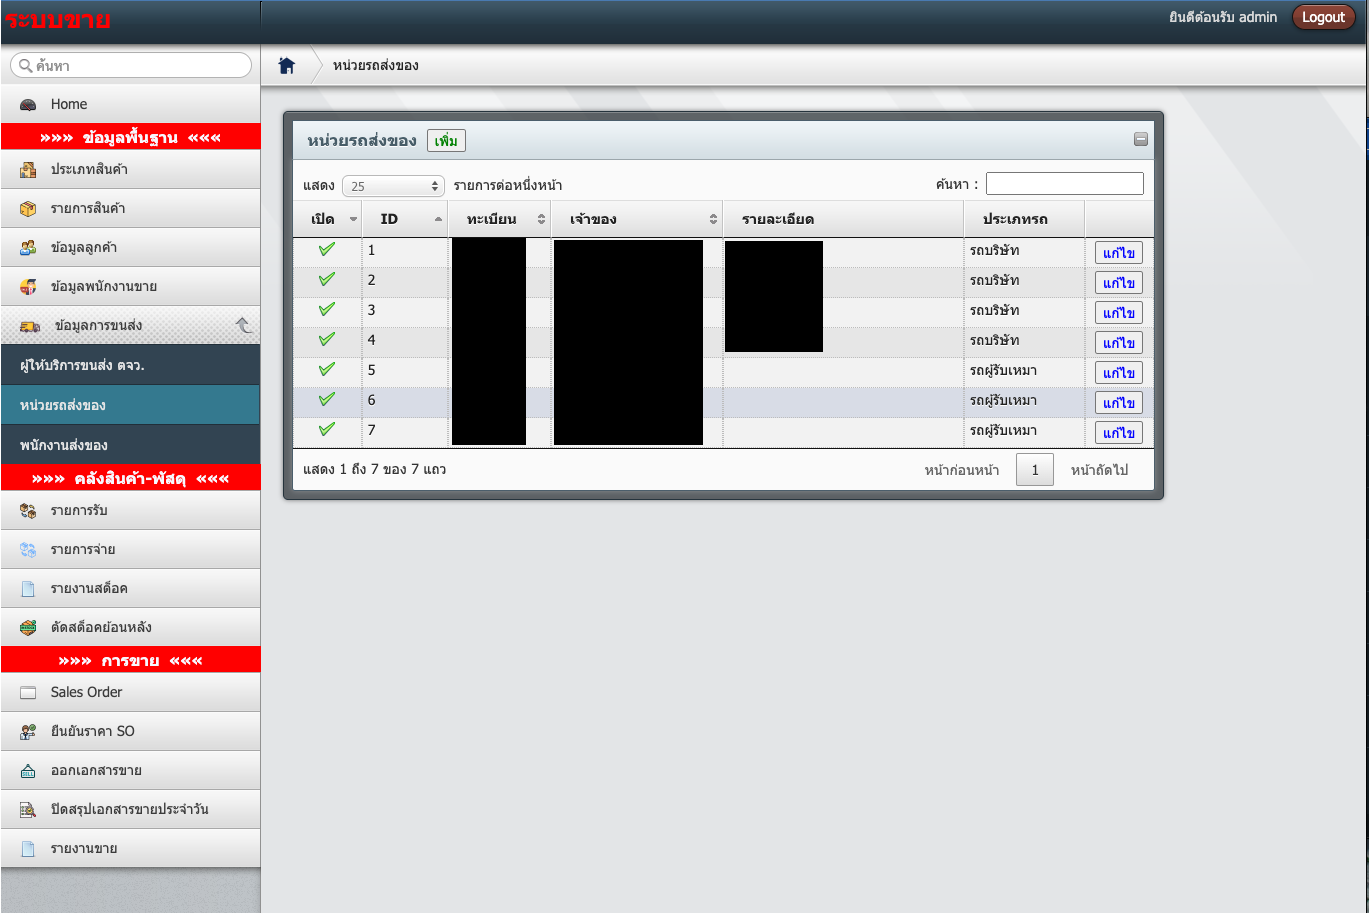 ระบบขาย
ยินดีต้อนรับ admin Logout
ค้นหา
หน่วยรถส่งของ
Home
»»» ข้อมูลพื้นฐาน «««
ประเภทสินค้า
รายการสินค้า
ข้อมูลลูกค้า
ข้อมูลพนักงานขาย
ข้อมูลการขนส่ง
ผู้ให้บริการขนส่ง ตจว.
หน่วยรถส่งของ
พนักงานส่งของ
»»» คลังสินค้า-พัสดุ «««
รายการรับ
รายการจ่าย
รายงานสต็อค
ตัดสต็อคย้อนหลัง
»»» การขาย «««
Sales Order
ยืนยันราคา SO
ออกเอกสารขาย
ปิดสรุปเอกสารขายประจำวัน
รายงานขาย
หน่วยรถส่งของ เพิ่ม
แสดง 25 รายการต่อหนึ่งหน้า ค้นหา :
เปิด ID ทะเบียน เจ้าของ รายละเอียด ประเภทรถ
1 รถบริษัท แก้ไข
2 รถบริษัท แก้ไข
3 รถบริษัท แก้ไข
4 รถบริษัท แก้ไข
5 รถผู้รับเหมา แก้ไข
6 รถผู้รับเหมา แก้ไข
7 รถผู้รับเหมา แก้ไข
แสดง 1 ถึง 7 ของ 7 แถว หน้าก่อนหน้า 1 หน้าถัดไป